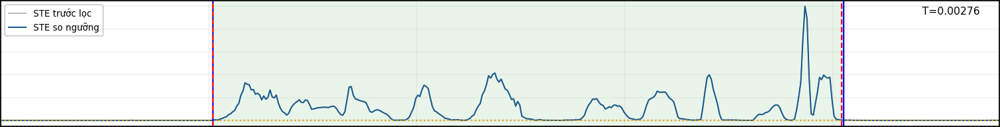 STE trước lọc
STE so ngưỡng
T=0.00276